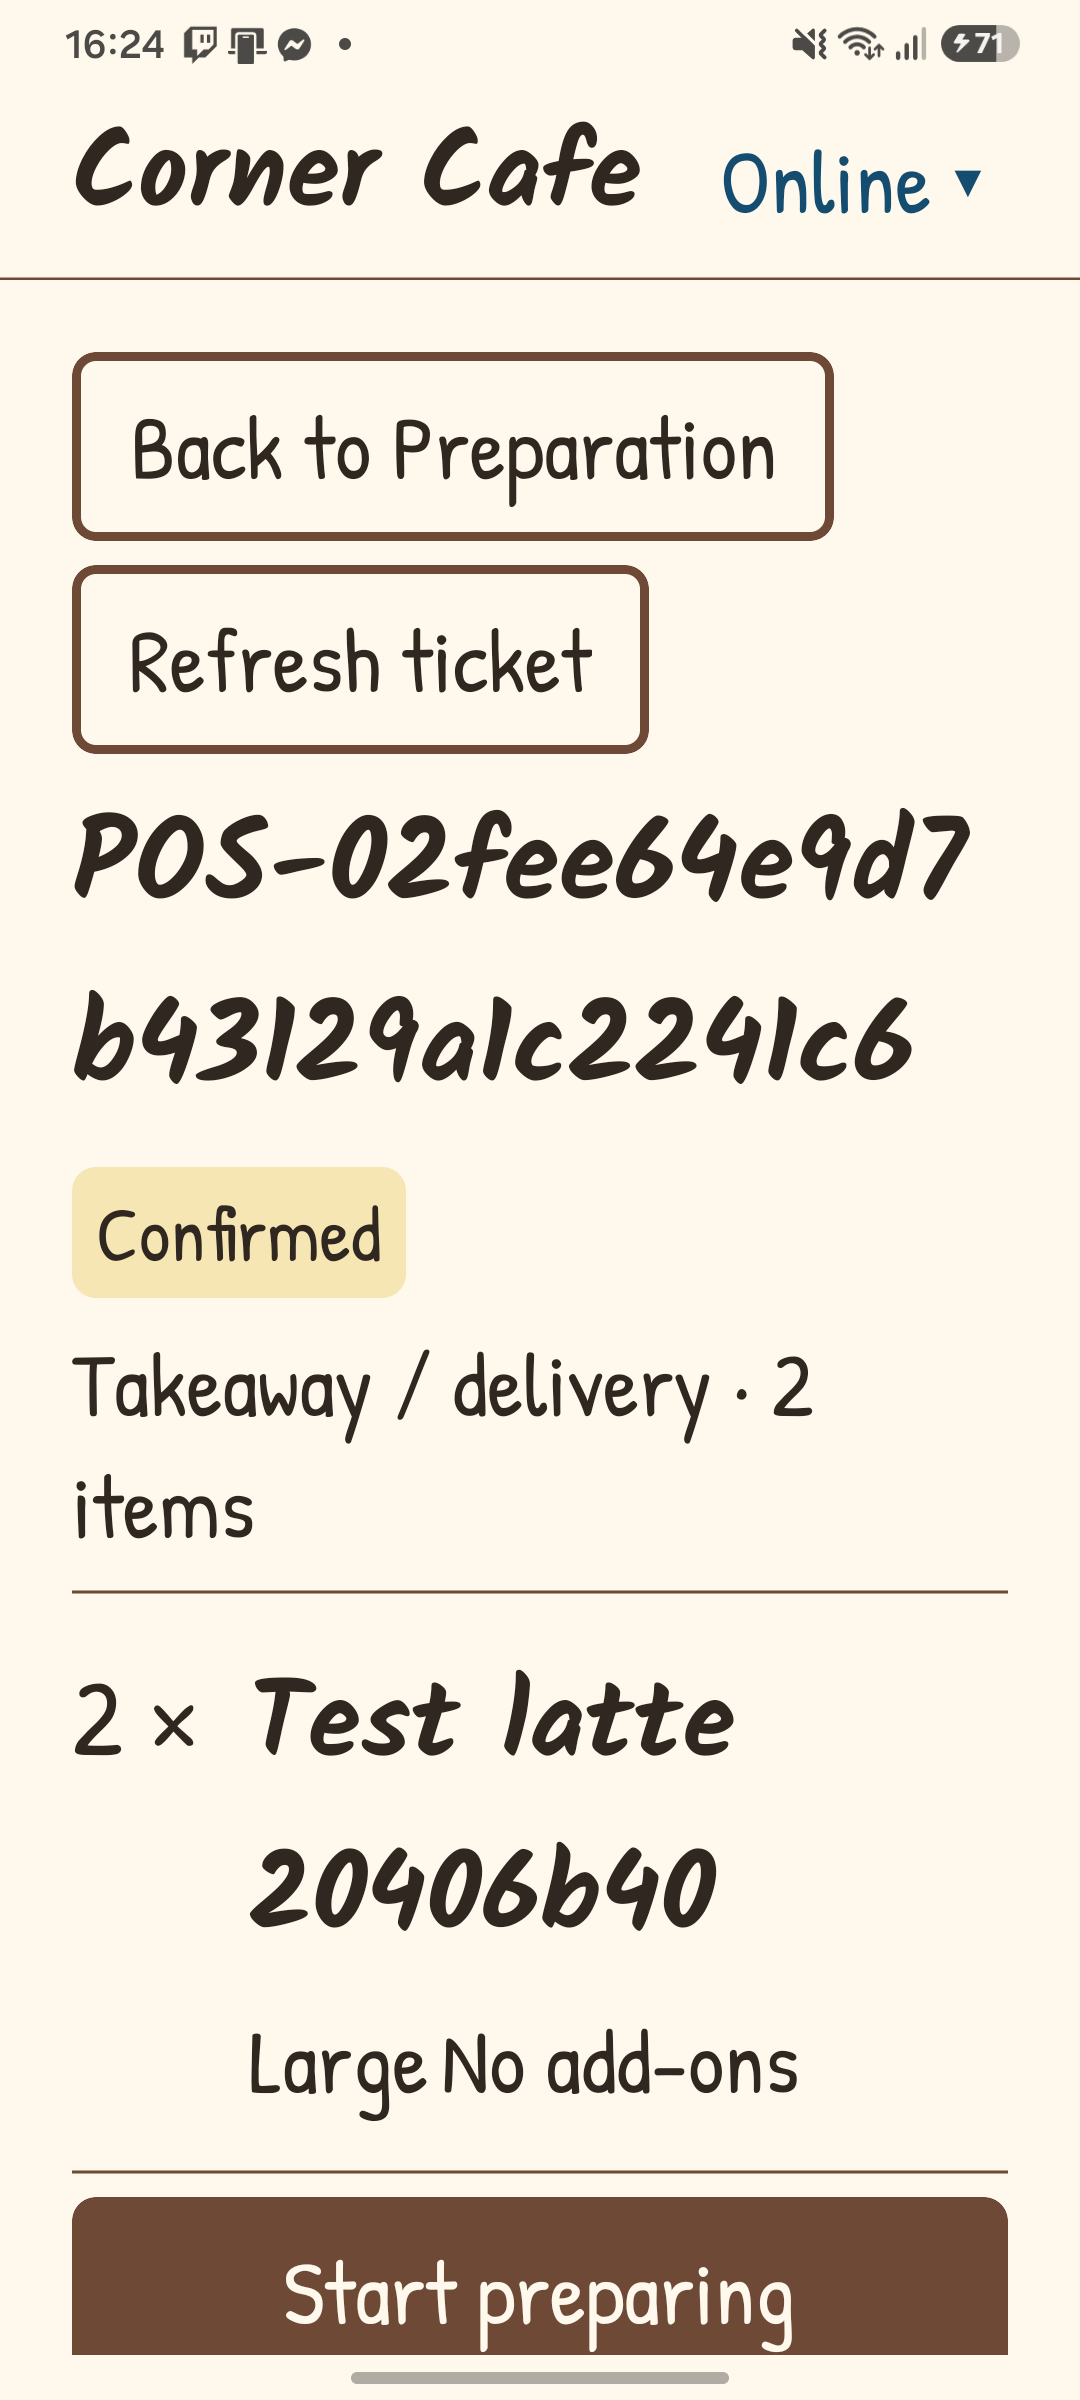 16:24
71
Corner Cafe
Online ▼
Back to Preparation
Refresh ticket
POS-02fee64e9d7
b43129a1c2241c6
Confirmed
Takeaway / delivery · 2
items
2 × Test latte
20406b40
Large No add-ons
Start preparing